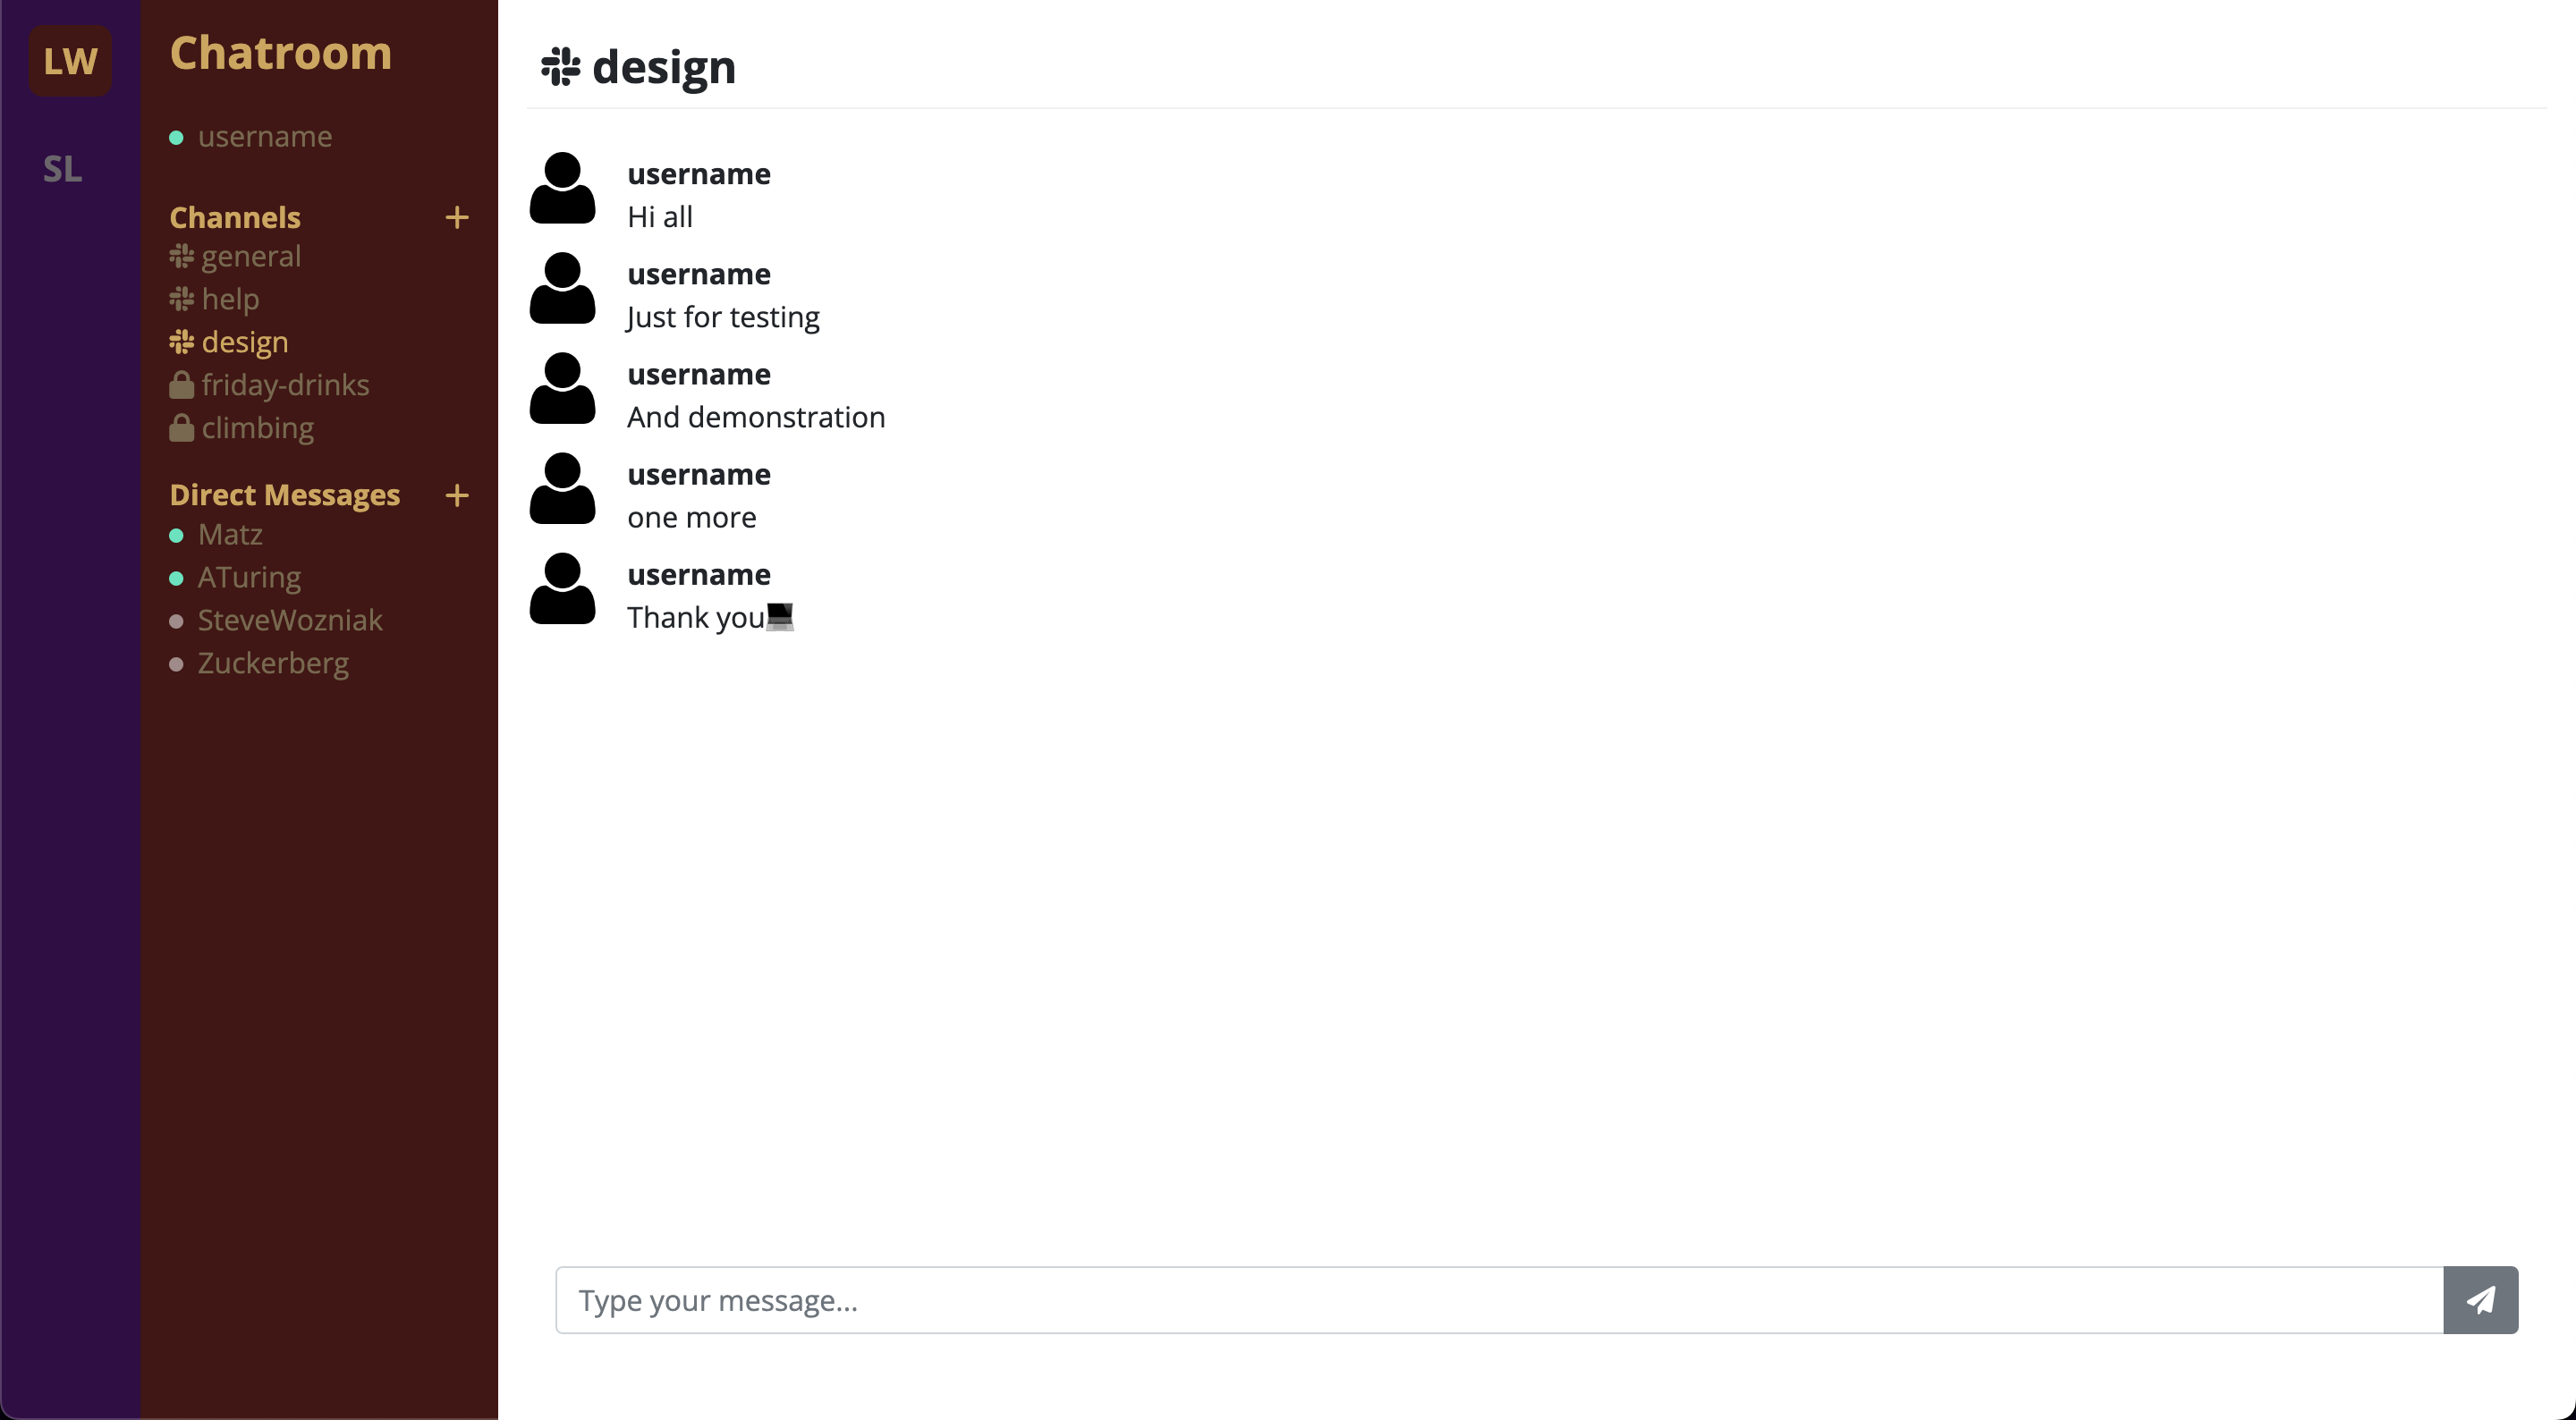 LW
SL
Chatroom
username
Channels +
general
help
design
friday-drinks
climbing
Direct Messages +
Matz
ATuring
SteveWozniak
Zuckerberg
design
username
Hi all
username
Just for testing
username
And demonstration
username
one more
username
Thank you💻
Type your message...